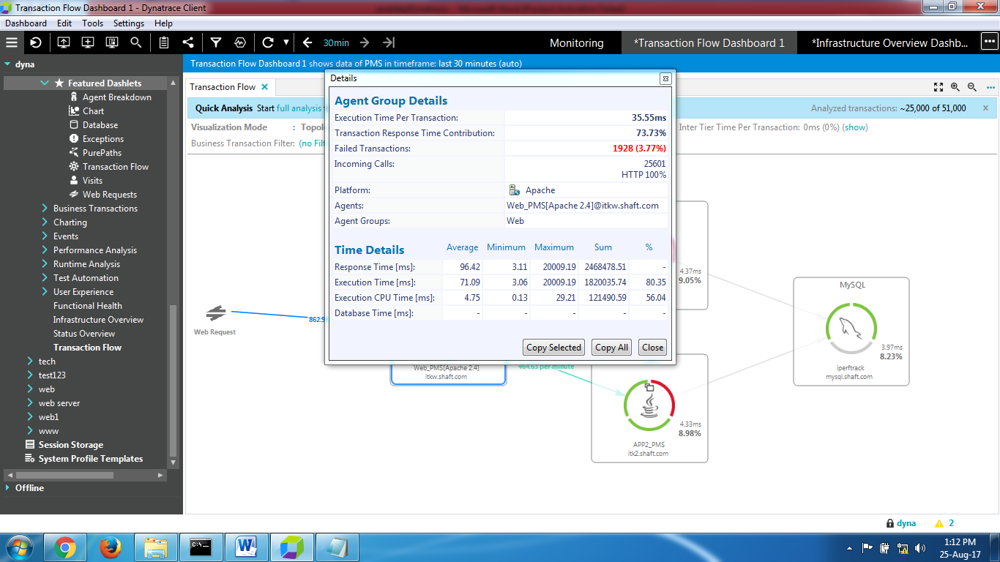 Transaction Flow Dashboard 1 - Dynatrace Client
Dashboard Edit Tools Settings Help
30min
Monitoring
*Transaction Flow Dashboard 1
*Infrastructure Overview Dashb...
dyna
Transaction Flow Dashboard 1 shows data of PMS in timeframe: last 30 minutes (auto)
Featured Dashlets
Agent Breakdown
Chart
Database
Exceptions
PurePaths
Transaction Flow
Visits
Web Requests
Business Transactions
Charting
Events
Performance Analysis
Runtime Analysis
Test Automation
User Experience
Functional Health
Infrastructure Overview
Status Overview
Transaction Flow
tech
test123
web
web server
web1
www
Session Storage
System Profile Templates
Offline
Transaction Flow
Quick Analysis Start full analysis
Analyzed transactions: ~25,000 of 51,000
Visualization Mode :
Inter Tier Time Per Transaction: 0ms (0%) (show)
Business Transaction Filter:
Details
Agent Group Details
Execution Time Per Transaction: 35.55ms
Transaction Response Time Contribution: 73.73%
Failed Transactions: 1928 (3.77%)
Incoming Calls: 25601
HTTP 100%
Platform: Apache
Agents: Web_PMS[Apache 2.4]@itkw.shaft.com
Agent Groups: Web
Time Details Average Minimum Maximum Sum %
Response Time [ms]: 96.42 3.11 20009.19 2468478.51 -
Execution Time [ms]: 71.09 3.06 20009.19 1820035.74 80.35
Execution CPU Time [ms]: 4.75 0.13 29.21 121490.59 56.04
Database Time [ms]: - - - - -
Copy Selected Copy All Close
Web Request
Web_PMS[Apache 2.4]
itkw.shaft.com
464.63 per minute
4.37ms
9.05%
4.33ms
8.98%
APP2_PMS
itk2.shaft.com
MySQL
3.97ms
8.23%
iperftrack
mysql.shaft.com
dyna
2
1:12 PM
25-Aug-17